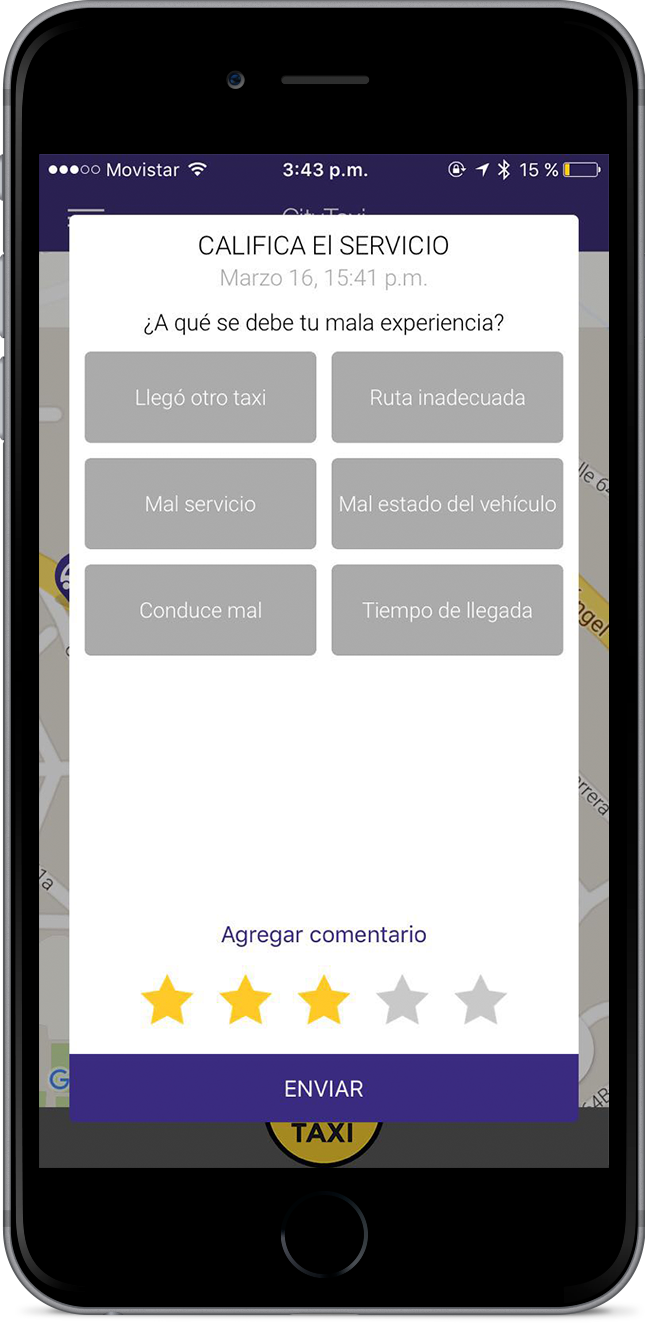 Movistar 3:43 p.m. 15 %
CityTaxi
CALIFICA El SERVICIO
Marzo 16, 15:41 p.m.
¿A qué se debe tu mala experiencia?
Llegó otro taxi
Ruta inadecuada
Mal servicio
Mal estado del vehículo
Conduce mal
Tiempo de llegada
Agregar comentario
ENVIAR
TAXI